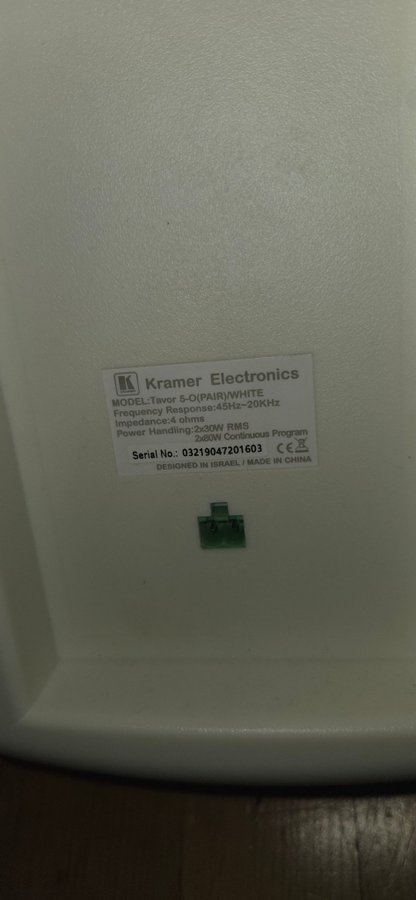 K Kramer Electronics
MODEL:Tavor 5-O(PAIR)/WHITE
Frequency Response:45Hz~20KHz
Impedance:4 ohms
Power Handling:2x30W RMS
2x80W Continuous Program
Serial No.: 03219047201603 CE
DESIGNED IN ISRAEL / MADE IN CHINA